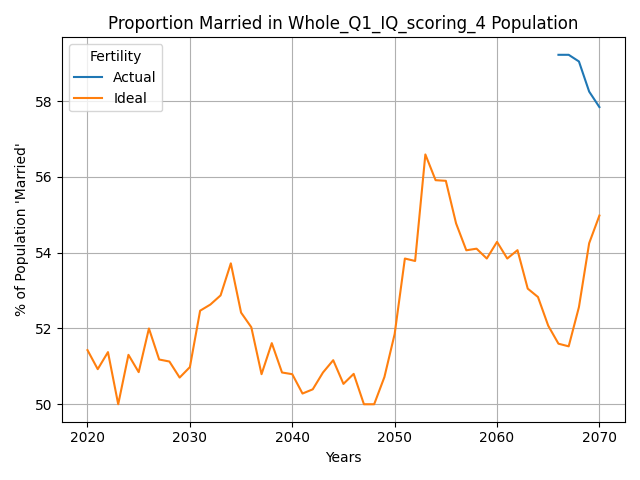 Proportion Married in Whole_Q1_IQ_scoring_4 Population
Fertility
Actual
Ideal
% of Population 'Married'
58
56
54
52
50
2020 2030 2040 2050 2060 2070
Years